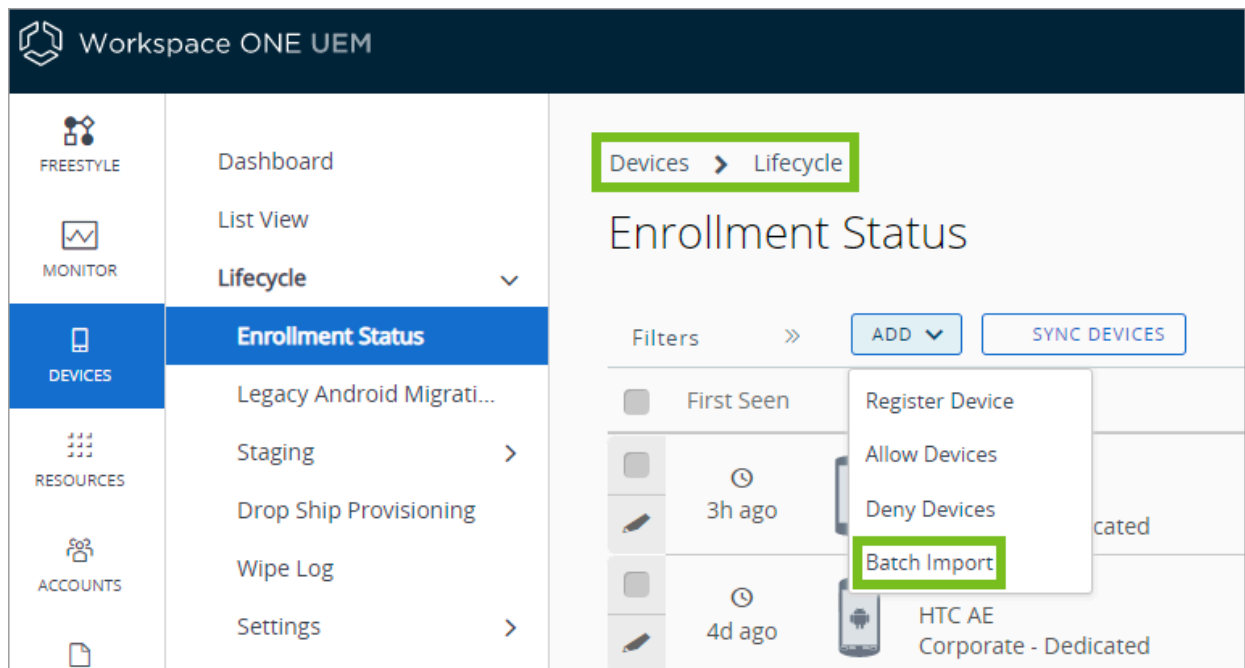 Workspace ONE UEM
FREESTYLE
MONITOR
DEVICES
RESOURCES
ACCOUNTS
Dashboard
List View
Lifecycle
Enrollment Status
Legacy Android Migrati...
Staging
Drop Ship Provisioning
Wipe Log
Settings
Devices > Lifecycle
Enrollment Status
Filters » ADD SYNC DEVICES
First Seen
Register Device
Allow Devices
Deny Devices
Batch Import
3h ago
cated
4d ago
HTC AE
Corporate - Dedicated